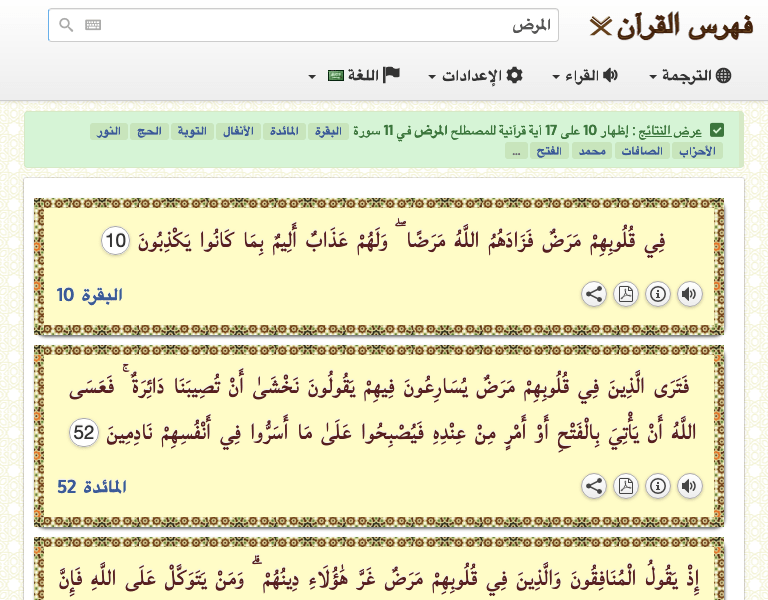 فهرس القرآن
المرض
الترجمة القراء الإعدادات اللغة
عرض النتائج : إظهار 10 على 17 آية قرآنية للمصطلح المرض في 11 سورة البقرة المائدة الأنفال التوبة الحج النور
الأحزاب الصافات محمد الفتح ...
فِي قُلُوبِهِمْ مَرَضٌ فَزَادَهُمُ اللَّهُ مَرَضًا ۖ وَلَهُمْ عَذَابٌ أَلِيمٌ بِمَا كَانُوا يَكْذِبُونَ 10
البقرة 10
فَتَرَى الَّذِينَ فِي قُلُوبِهِمْ مَرَضٌ يُسَارِعُونَ فِيهِمْ يَقُولُونَ نَخْشَىٰ أَنْ تُصِيبَنَا دَائِرَةٌ ۚ فَعَسَى
اللَّهُ أَنْ يَأْتِيَ بِالْفَتْحِ أَوْ أَمْرٍ مِنْ عِنْدِهِ فَيُصْبِحُوا عَلَىٰ مَا أَسَرُّوا فِي أَنْفُسِهِمْ نَادِمِينَ 52
المائدة 52
إِذْ يَقُولُ الْمُنَافِقُونَ وَالَّذِينَ فِي قُلُوبِهِمْ مَرَضٌ غَرَّ هَٰؤُلَاءِ دِينُهُمْ ۗ وَمَنْ يَتَوَكَّلْ عَلَى اللَّهِ فَإِنَّ